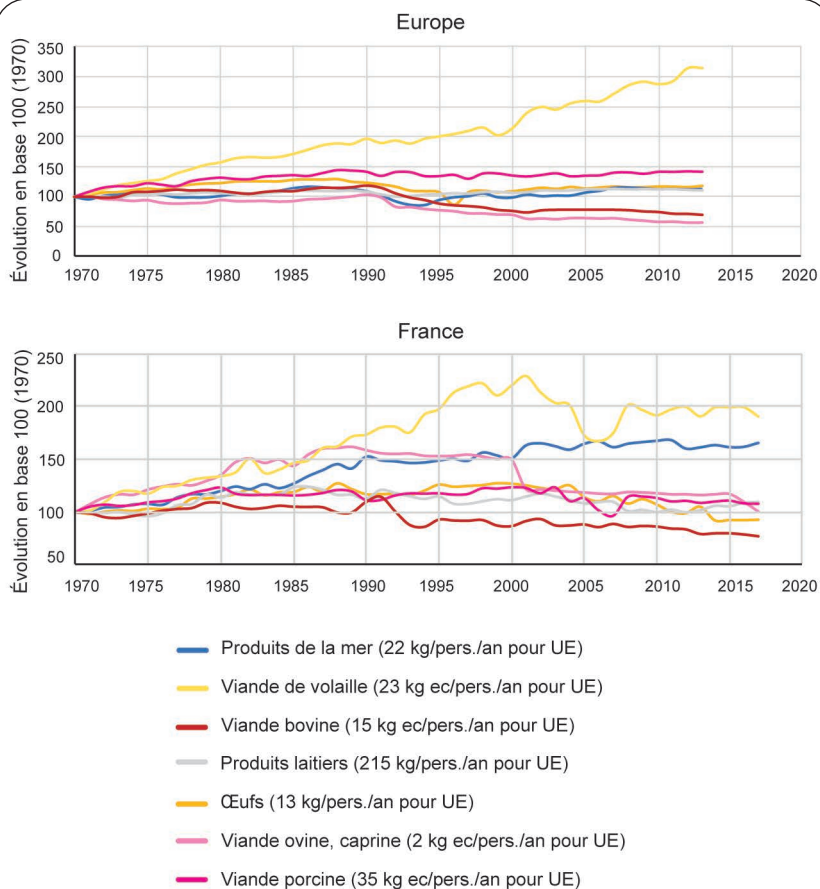 Europe
Évolution en base 100 (1970)
350
300
250
200
150
100
50
0
1970 1975 1980 1985 1990 1995 2000 2005 2010 2015 2020
France
Évolution en base 100 (1970)
250
200
150
100
50
1970 1975 1980 1985 1990 1995 2000 2005 2010 2015 2020
Produits de la mer (22 kg/pers./an pour UE)
Viande de volaille (23 kg ec/pers./an pour UE)
Viande bovine (15 kg ec/pers./an pour UE)
Produits laitiers (215 kg/pers./an pour UE)
Œufs (13 kg/pers./an pour UE)
Viande ovine, caprine (2 kg ec/pers./an pour UE)
Viande porcine (35 kg ec/pers./an pour UE)